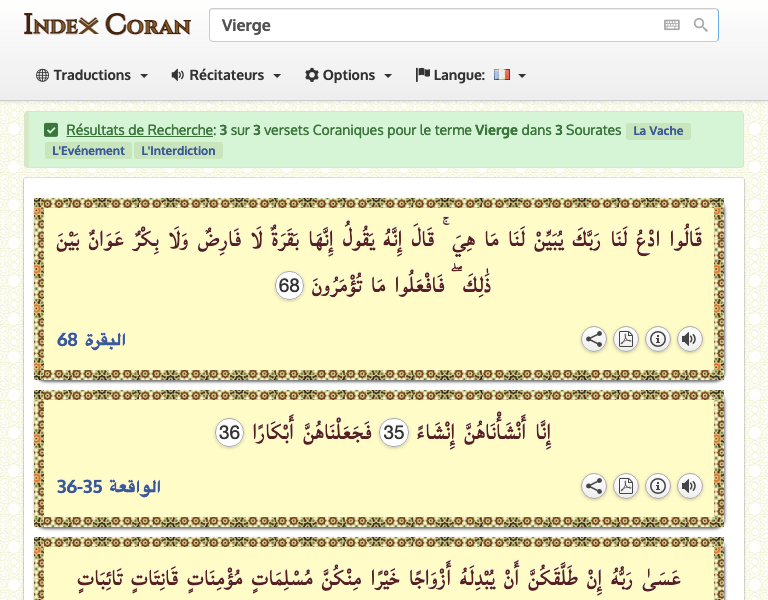 INDEX CORAN
Vierge
Traductions
Récitateurs
Options
Langue:
Résultats de Recherche: 3 sur 3 versets Coraniques pour le terme Vierge dans 3 Sourates La Vache
L'Evénement L'Interdiction
قَالُوا ادْعُ لَنَا رَبَّكَ يُبَيِّنْ لَنَا مَا هِيَ ۚ قَالَ إِنَّهُ يَقُولُ إِنَّهَا بَقَرَةٌ لَا فَارِضٌ وَلَا بِكْرٌ عَوَانٌ بَيْنَ
ذَٰلِكَ ۖ فَافْعَلُوا مَا تُؤْمَرُونَ 68
البقرة 68
إِنَّا أَنْشَأْنَاهُنَّ إِنْشَاءً 35 فَجَعَلْنَاهُنَّ أَبْكَارًا 36
الواقعة 35-36
عَسَىٰ رَبُّهُ إِنْ طَلَّقَكُنَّ أَنْ يُبْدِلَهُ أَزْوَاجًا خَيْرًا مِنْكُنَّ مُسْلِمَاتٍ مُؤْمِنَاتٍ قَانِتَاتٍ تَائِبَاتٍ